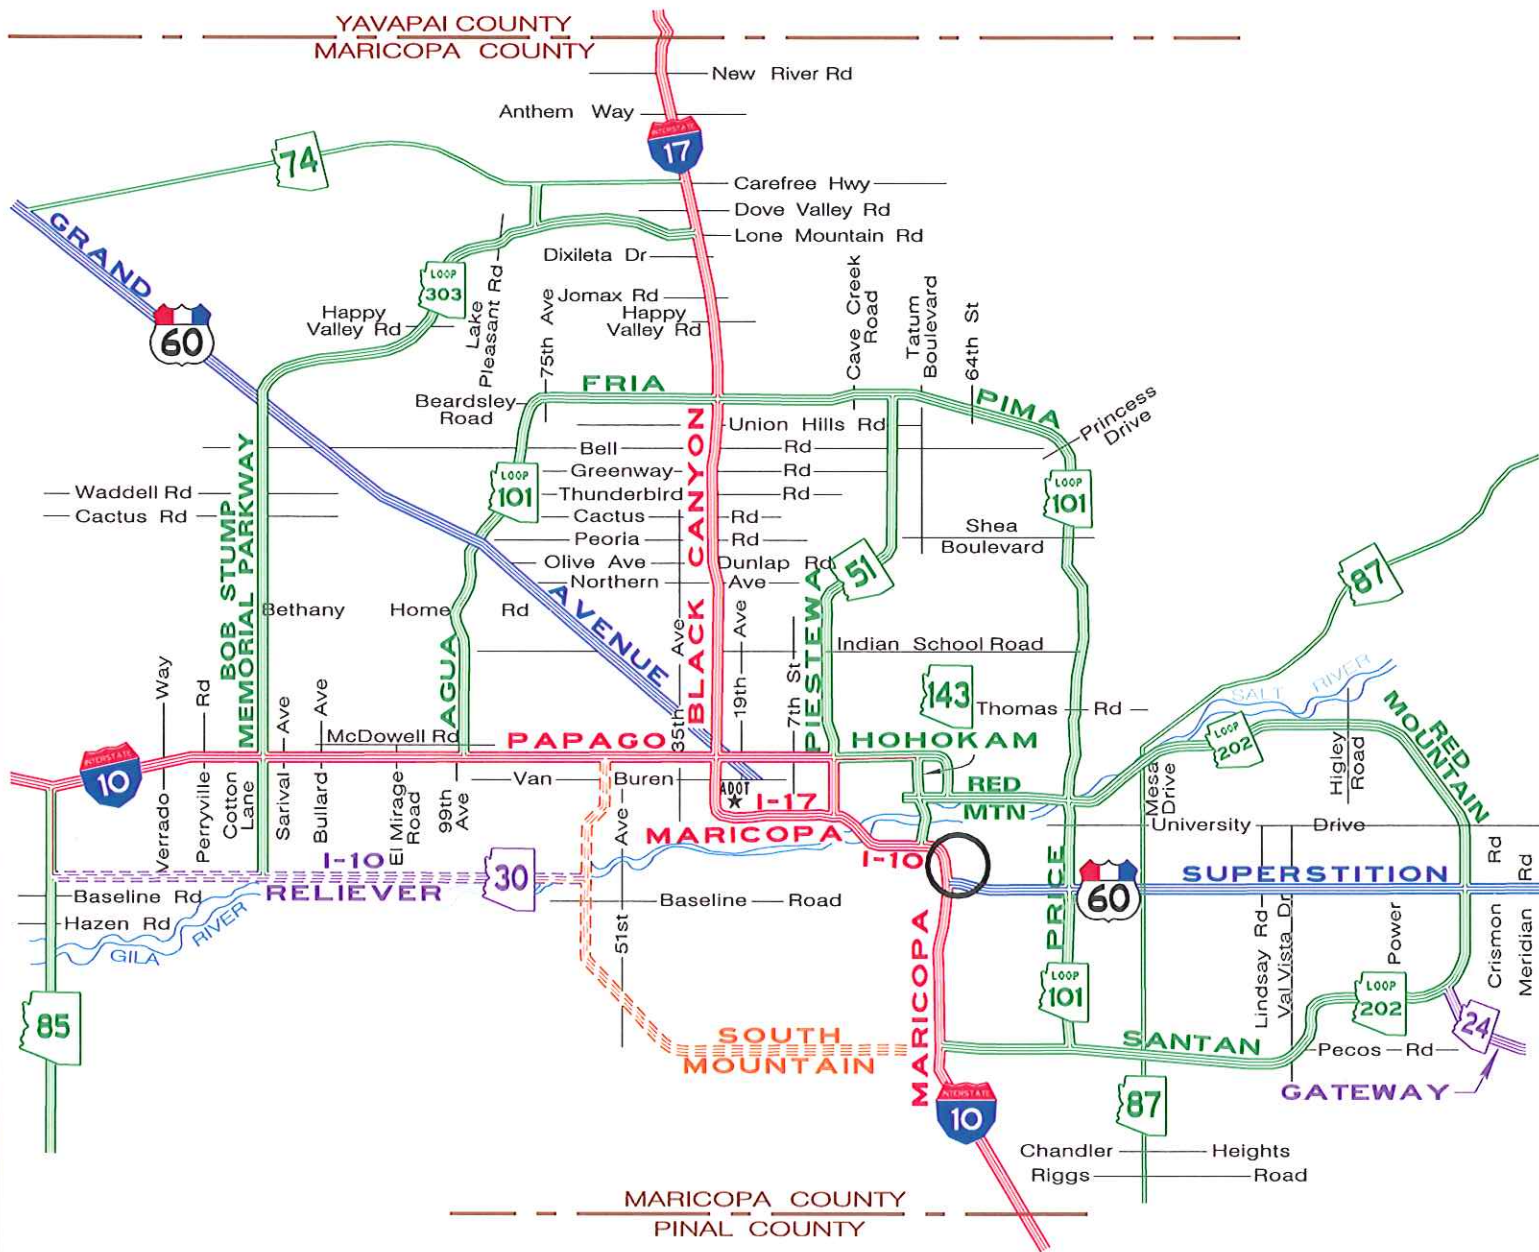 YAVAPAI COUNTY
MARICOPA COUNTY
New River Rd
Anthem Way
INTERSTATE
17
74
Carefree Hwy
Dove Valley Rd
Lone Mountain Rd
GRAND
Dixileta Dr
LOOP
303
Lake
Pleasant Rd
75th Ave
Jomax Rd
Happy
Valley Rd
Happy
Valley Rd
60
Cave Creek
Road
Tatum
Boulevard
64th St
FRIA
PIMA
Beardsley
Road
Princess
Drive
Union Hills Rd
Bell Rd
Greenway Rd
LOOP
101
LOOP
101
Waddell Rd
Thunderbird Rd
Cactus Rd
Cactus Rd
Shea
Boulevard
Peoria Rd
Olive Ave
Dunlap Rd
Northern Ave
51
87
BLACK CANYON
BOB STUMP
MEMORIAL PARKWAY
AVENUE
Bethany Home Rd
AGUA
PIESTEWA
35th Ave
19th Ave
7th St
Indian School Road
143
SALT RIVER
Thomas Rd
Verrado Way
Perryville Rd
Cotton
Lane
Sarival Ave
Bullard Ave
McDowell Rd
El Mirage
Road
99th
Ave
PAPAGO
HOHOKAM
LOOP
202
RED
MOUNTAIN
Higley
Road
INTERSTATE
10
Van Buren
ADOT
I-17
RED
MTN
Mesa
Drive
MARICOPA
51st Ave
University Drive
I-10
I-10
RELIEVER
30
60
SUPERSTITION
Baseline Rd
Baseline Road
Hazen Rd
GILA RIVER
PRICE
Lindsay Rd
Val Vista Dr
Power
Crismon Rd
Meridian Rd
MARICOPA
LOOP
101
LOOP
202
85
24
SOUTH
MOUNTAIN
SANTAN
Pecos Rd
GATEWAY
INTERSTATE
10
87
Chandler Heights
Riggs Road
MARICOPA COUNTY
PINAL COUNTY